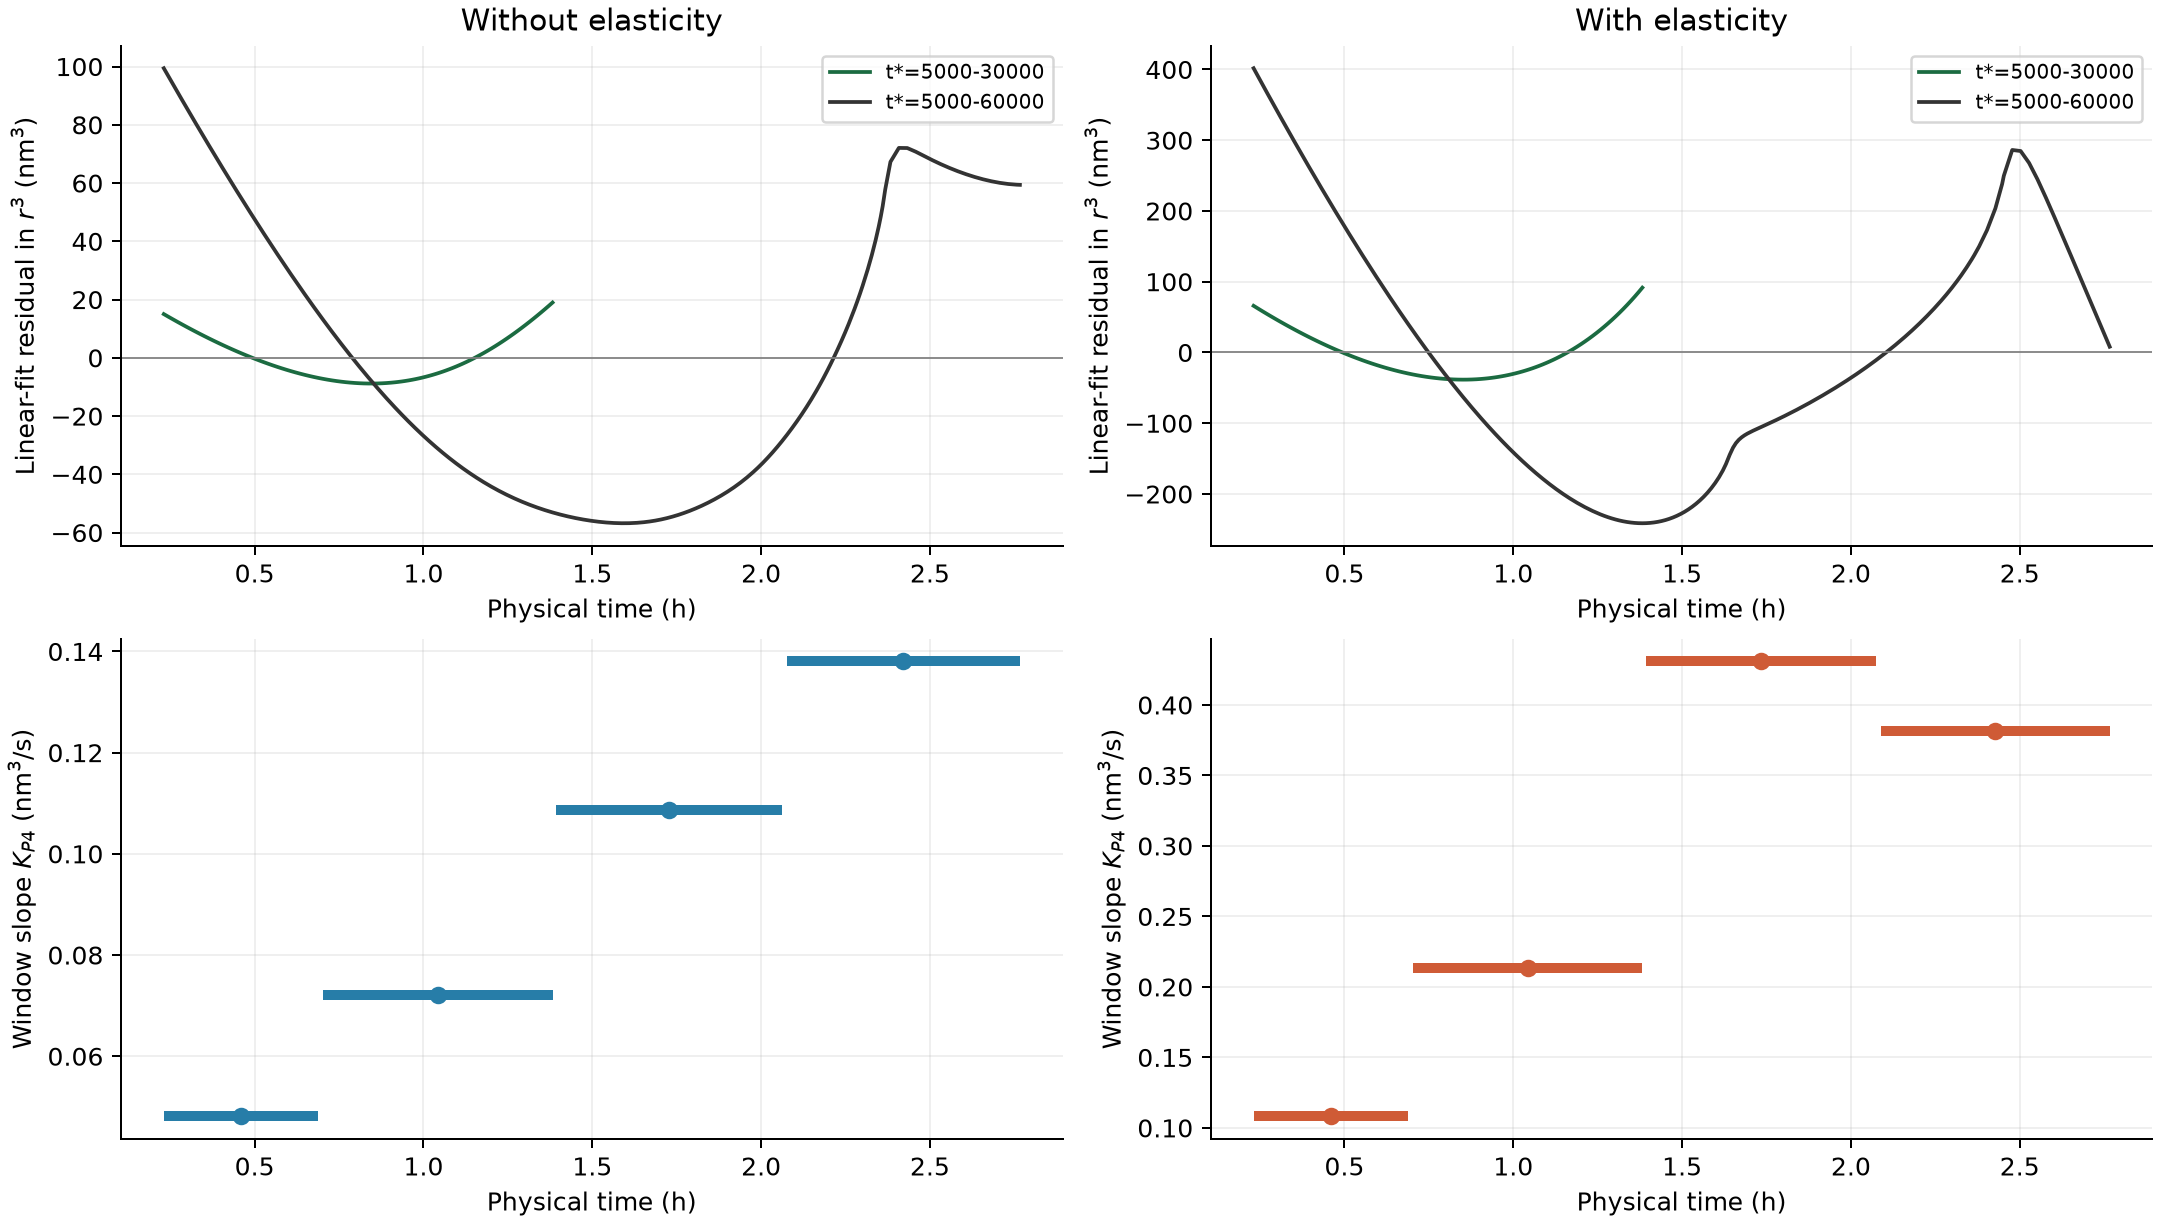 Without elasticity
Linear-fit residual in r³ (nm³)
100
80
60
40
20
0
−20
−40
−60
t*=5000-30000
t*=5000-60000
0.5 1.0 1.5 2.0 2.5
Physical time (h)
With elasticity
Linear-fit residual in r³ (nm³)
400
300
200
100
0
−100
−200
t*=5000-30000
t*=5000-60000
0.5 1.0 1.5 2.0 2.5
Physical time (h)
Window slope K_P4 (nm³/s)
0.14
0.12
0.10
0.08
0.06
0.5 1.0 1.5 2.0 2.5
Physical time (h)
Window slope K_P4 (nm³/s)
0.40
0.35
0.30
0.25
0.20
0.15
0.10
0.5 1.0 1.5 2.0 2.5
Physical time (h)